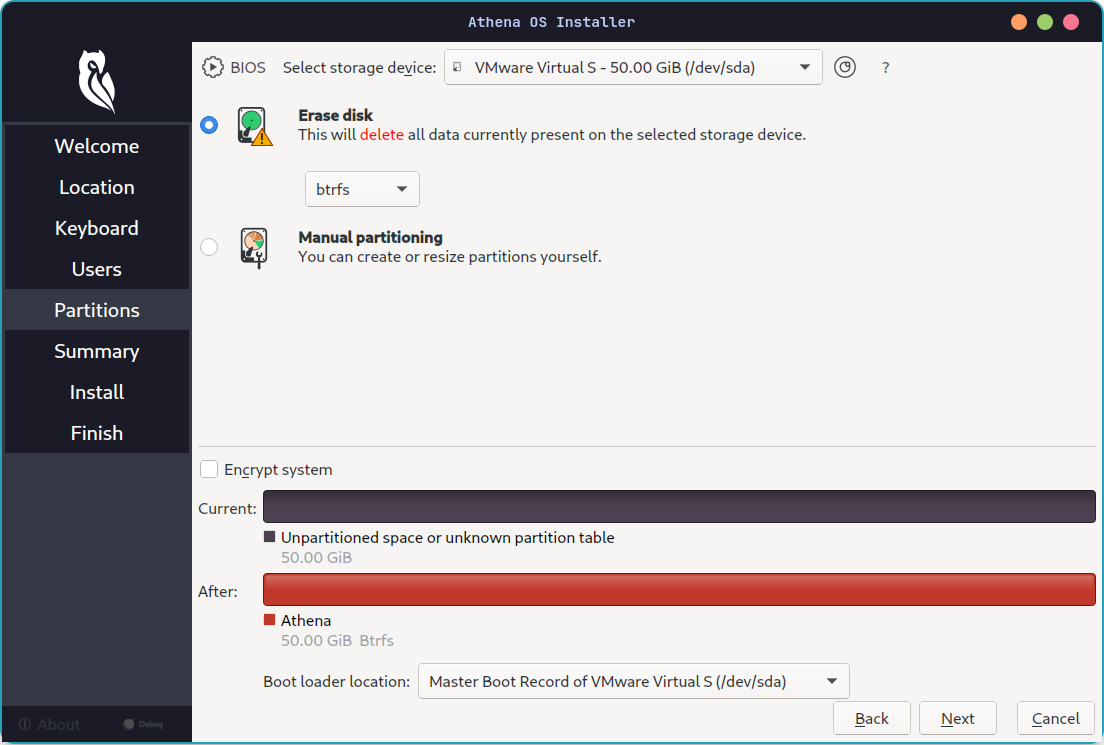 Athena OS Installer
BIOS Select storage device: VMware Virtual S - 50.00 GiB (/dev/sda) ?
Welcome
Location
Keyboard
Users
Partitions
Summary
Install
Finish
About Debug
Erase disk
This will delete all data currently present on the selected storage device.
btrfs
Manual partitioning
You can create or resize partitions yourself.
Encrypt system
Current:
Unpartitioned space or unknown partition table
50.00 GiB
After:
Athena
50.00 GiB Btrfs
Boot loader location: Master Boot Record of VMware Virtual S (/dev/sda)
Back Next Cancel